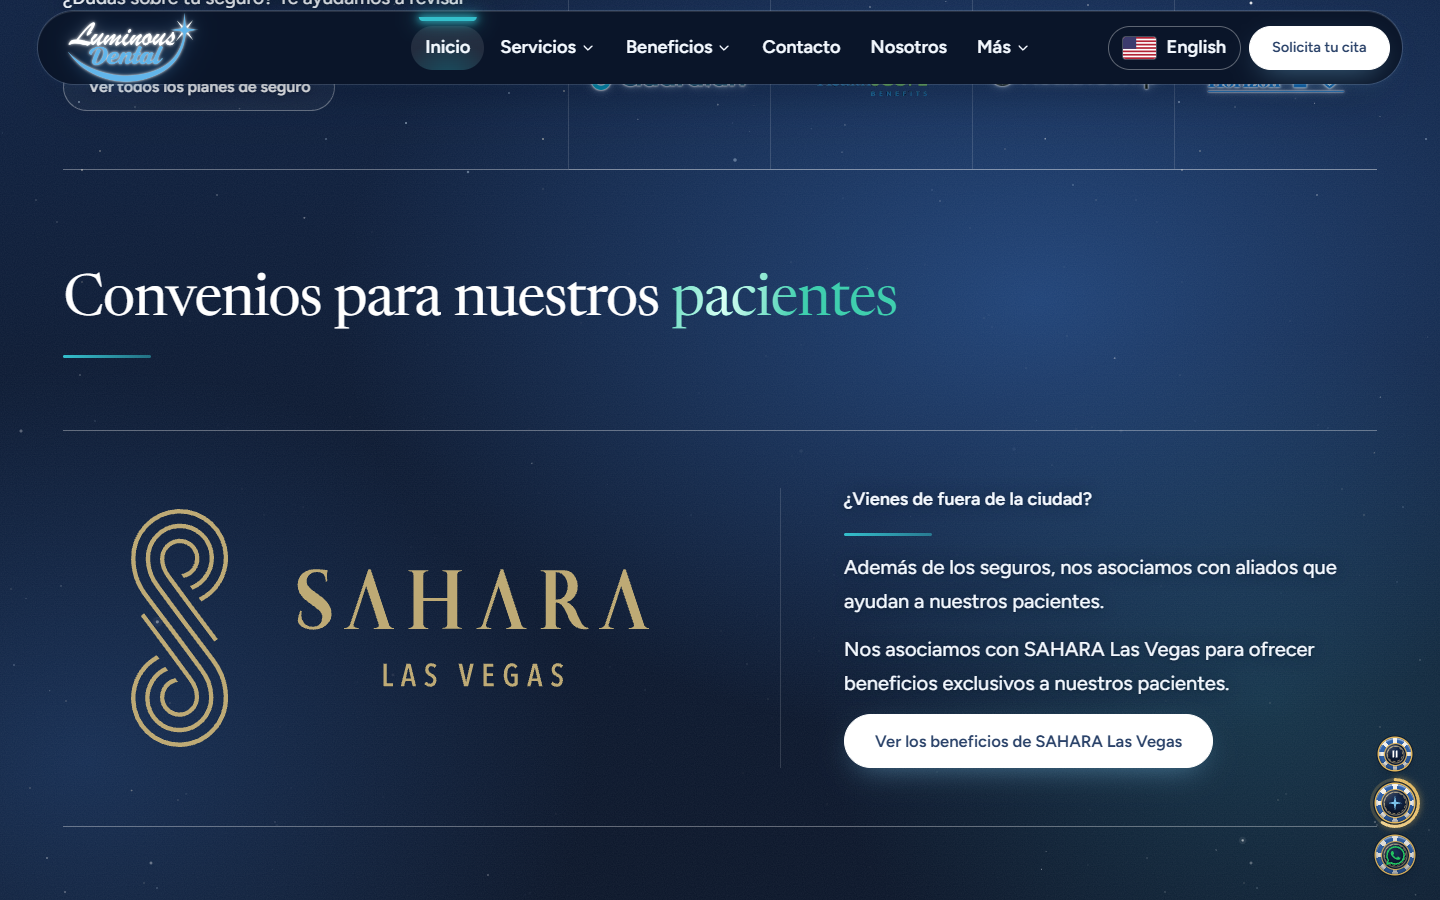 ¿Dudas sobre tu seguro? Te ayudamos a revisar
Luminous
Dental
Inicio
Servicios
Beneficios
Contacto
Nosotros
Más
English
Solicita tu cita
Ver todos los planes de seguro
BENEFITS
Convenios para nuestros pacientes
SAHARA
LAS VEGAS
¿Vienes de fuera de la ciudad?
Además de los seguros, nos asociamos con aliados que
ayudan a nuestros pacientes.
Nos asociamos con SAHARA Las Vegas para ofrecer
beneficios exclusivos a nuestros pacientes.
Ver los beneficios de SAHARA Las Vegas